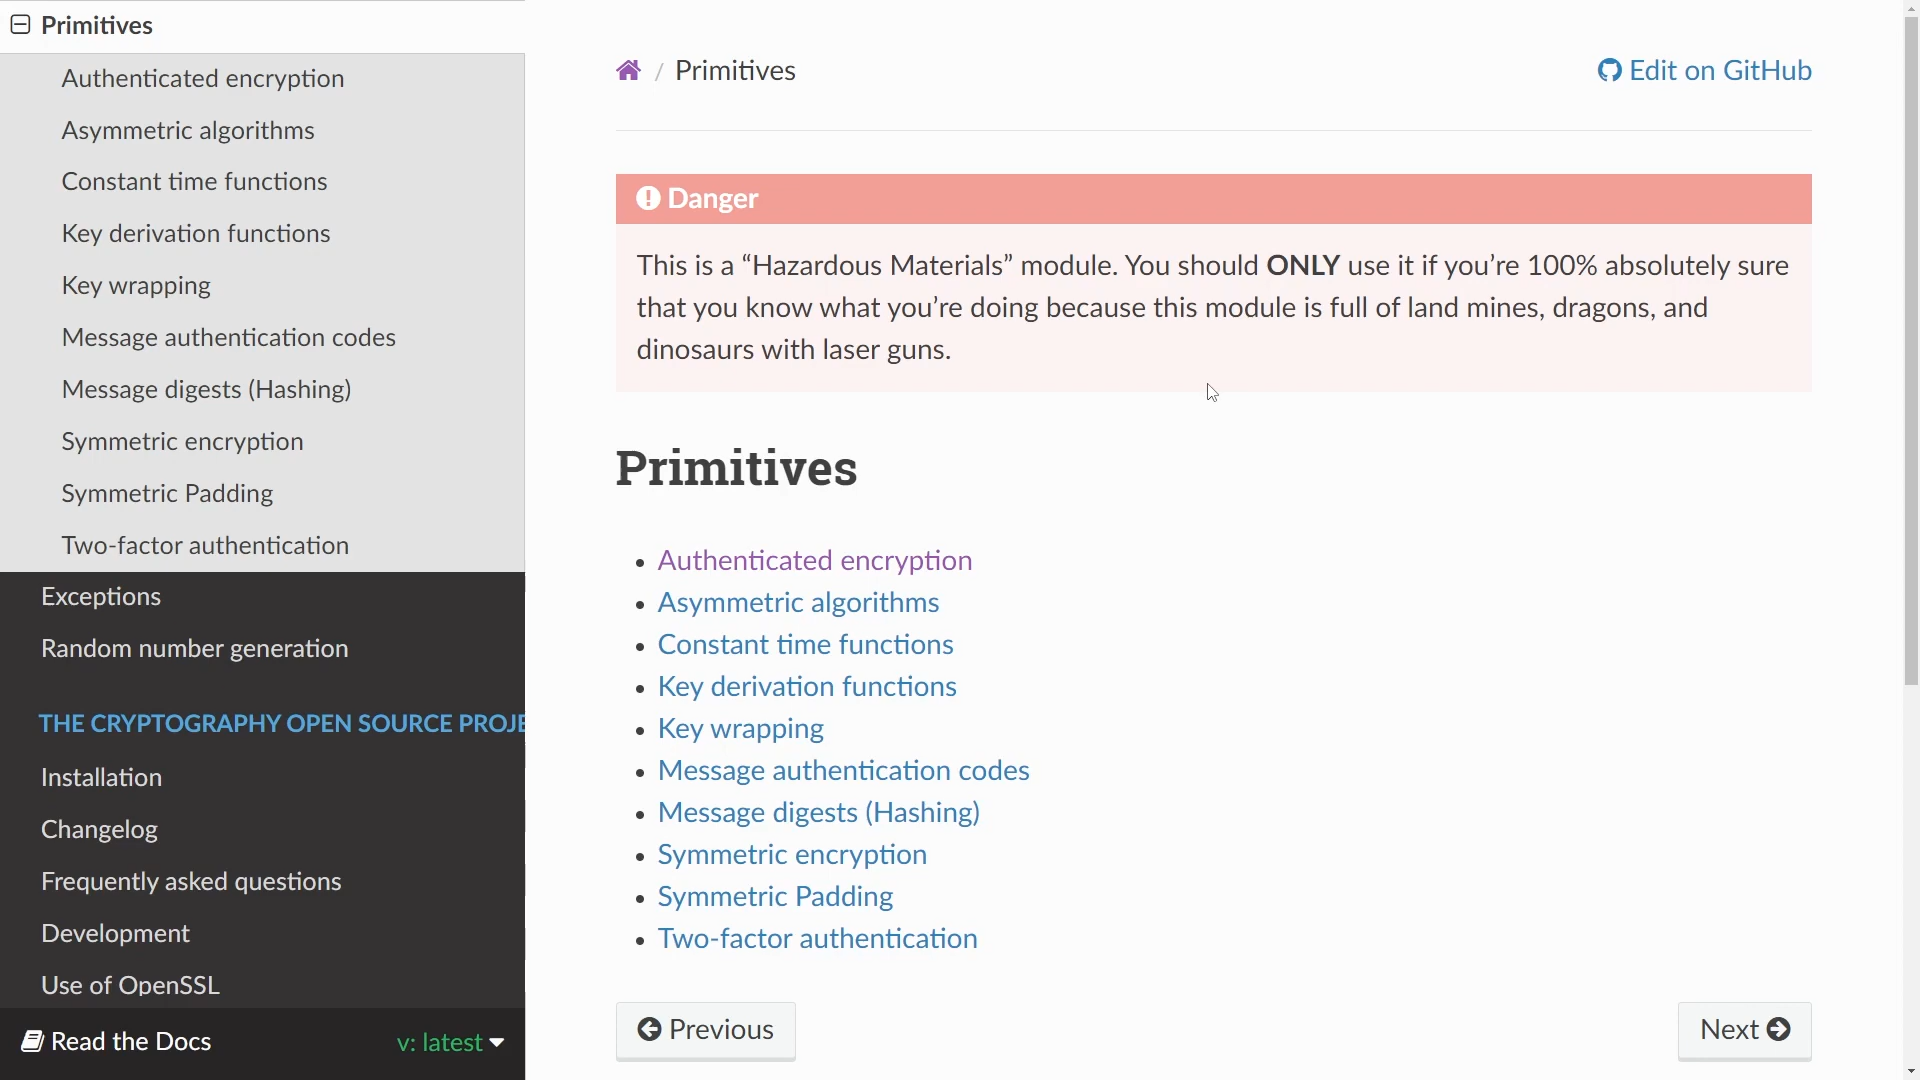 Primitives
Authenticated encryption
Asymmetric algorithms
Constant time functions
Key derivation functions
Key wrapping
Message authentication codes
Message digests (Hashing)
Symmetric encryption
Symmetric Padding
Two-factor authentication
Exceptions
Random number generation
THE CRYPTOGRAPHY OPEN SOURCE PROJE
Installation
Changelog
Frequently asked questions
Development
Use of OpenSSL
Read the Docs v: latest
/ Primitives
Edit on GitHub
Danger
This is a “Hazardous Materials” module. You should ONLY use it if you’re 100% absolutely sure
that you know what you’re doing because this module is full of land mines, dragons, and
dinosaurs with laser guns.
Primitives
• Authenticated encryption
• Asymmetric algorithms
• Constant time functions
• Key derivation functions
• Key wrapping
• Message authentication codes
• Message digests (Hashing)
• Symmetric encryption
• Symmetric Padding
• Two-factor authentication
Previous
Next